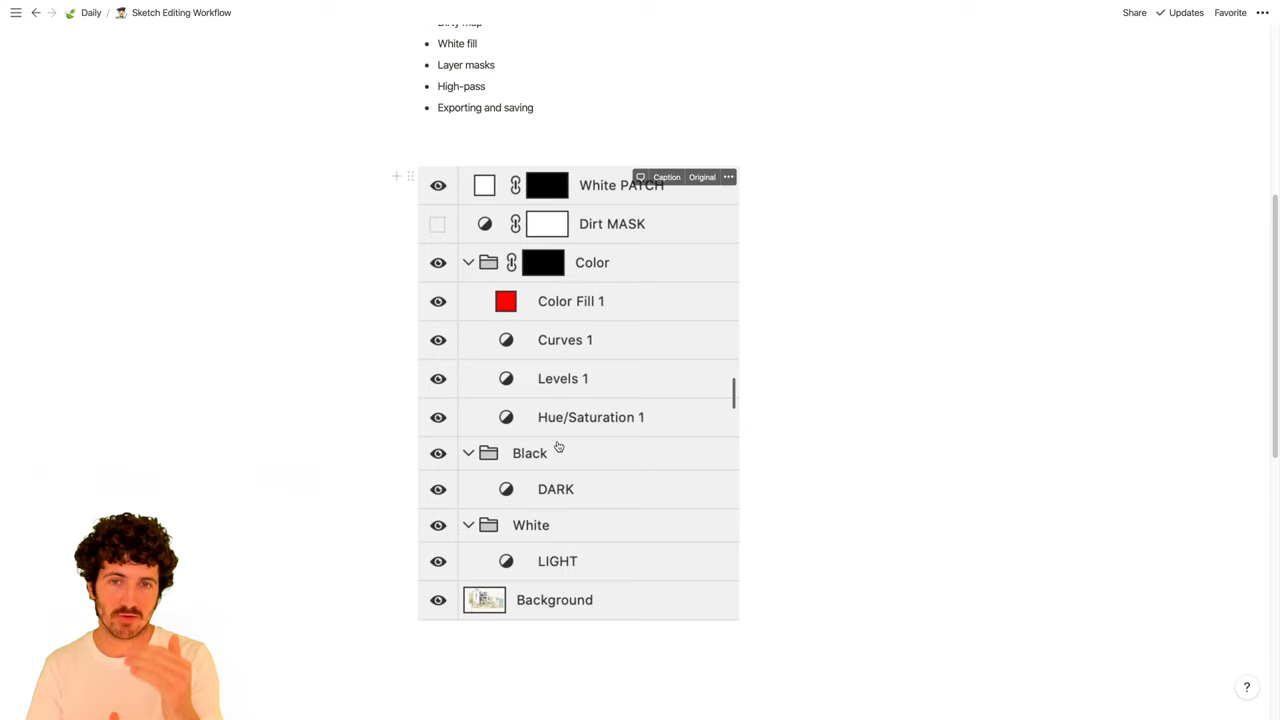 Daily / Sketch Editing Workflow
Share Updates Favorite
Dirty map
White fill
Layer masks
High-pass
Exporting and saving
Caption Original
White PATCH
Dirt MASK
Color
Color Fill 1
Curves 1
Levels 1
Hue/Saturation 1
Black
DARK
White
LIGHT
Background
?